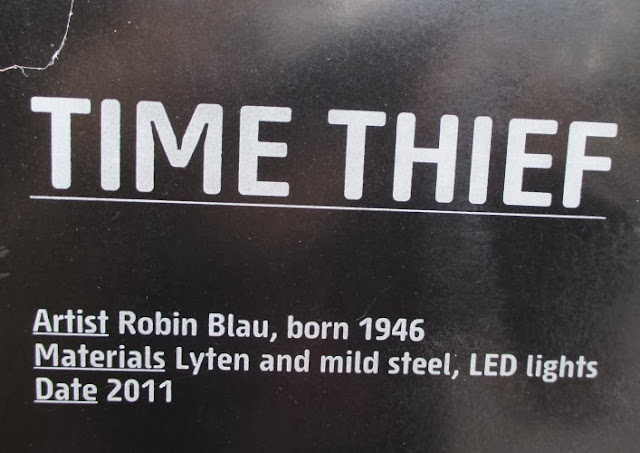 TIME THIEF
Artist Robin Blau, born 1946
Materials Lyten and mild steel, LED lights
Date 2011